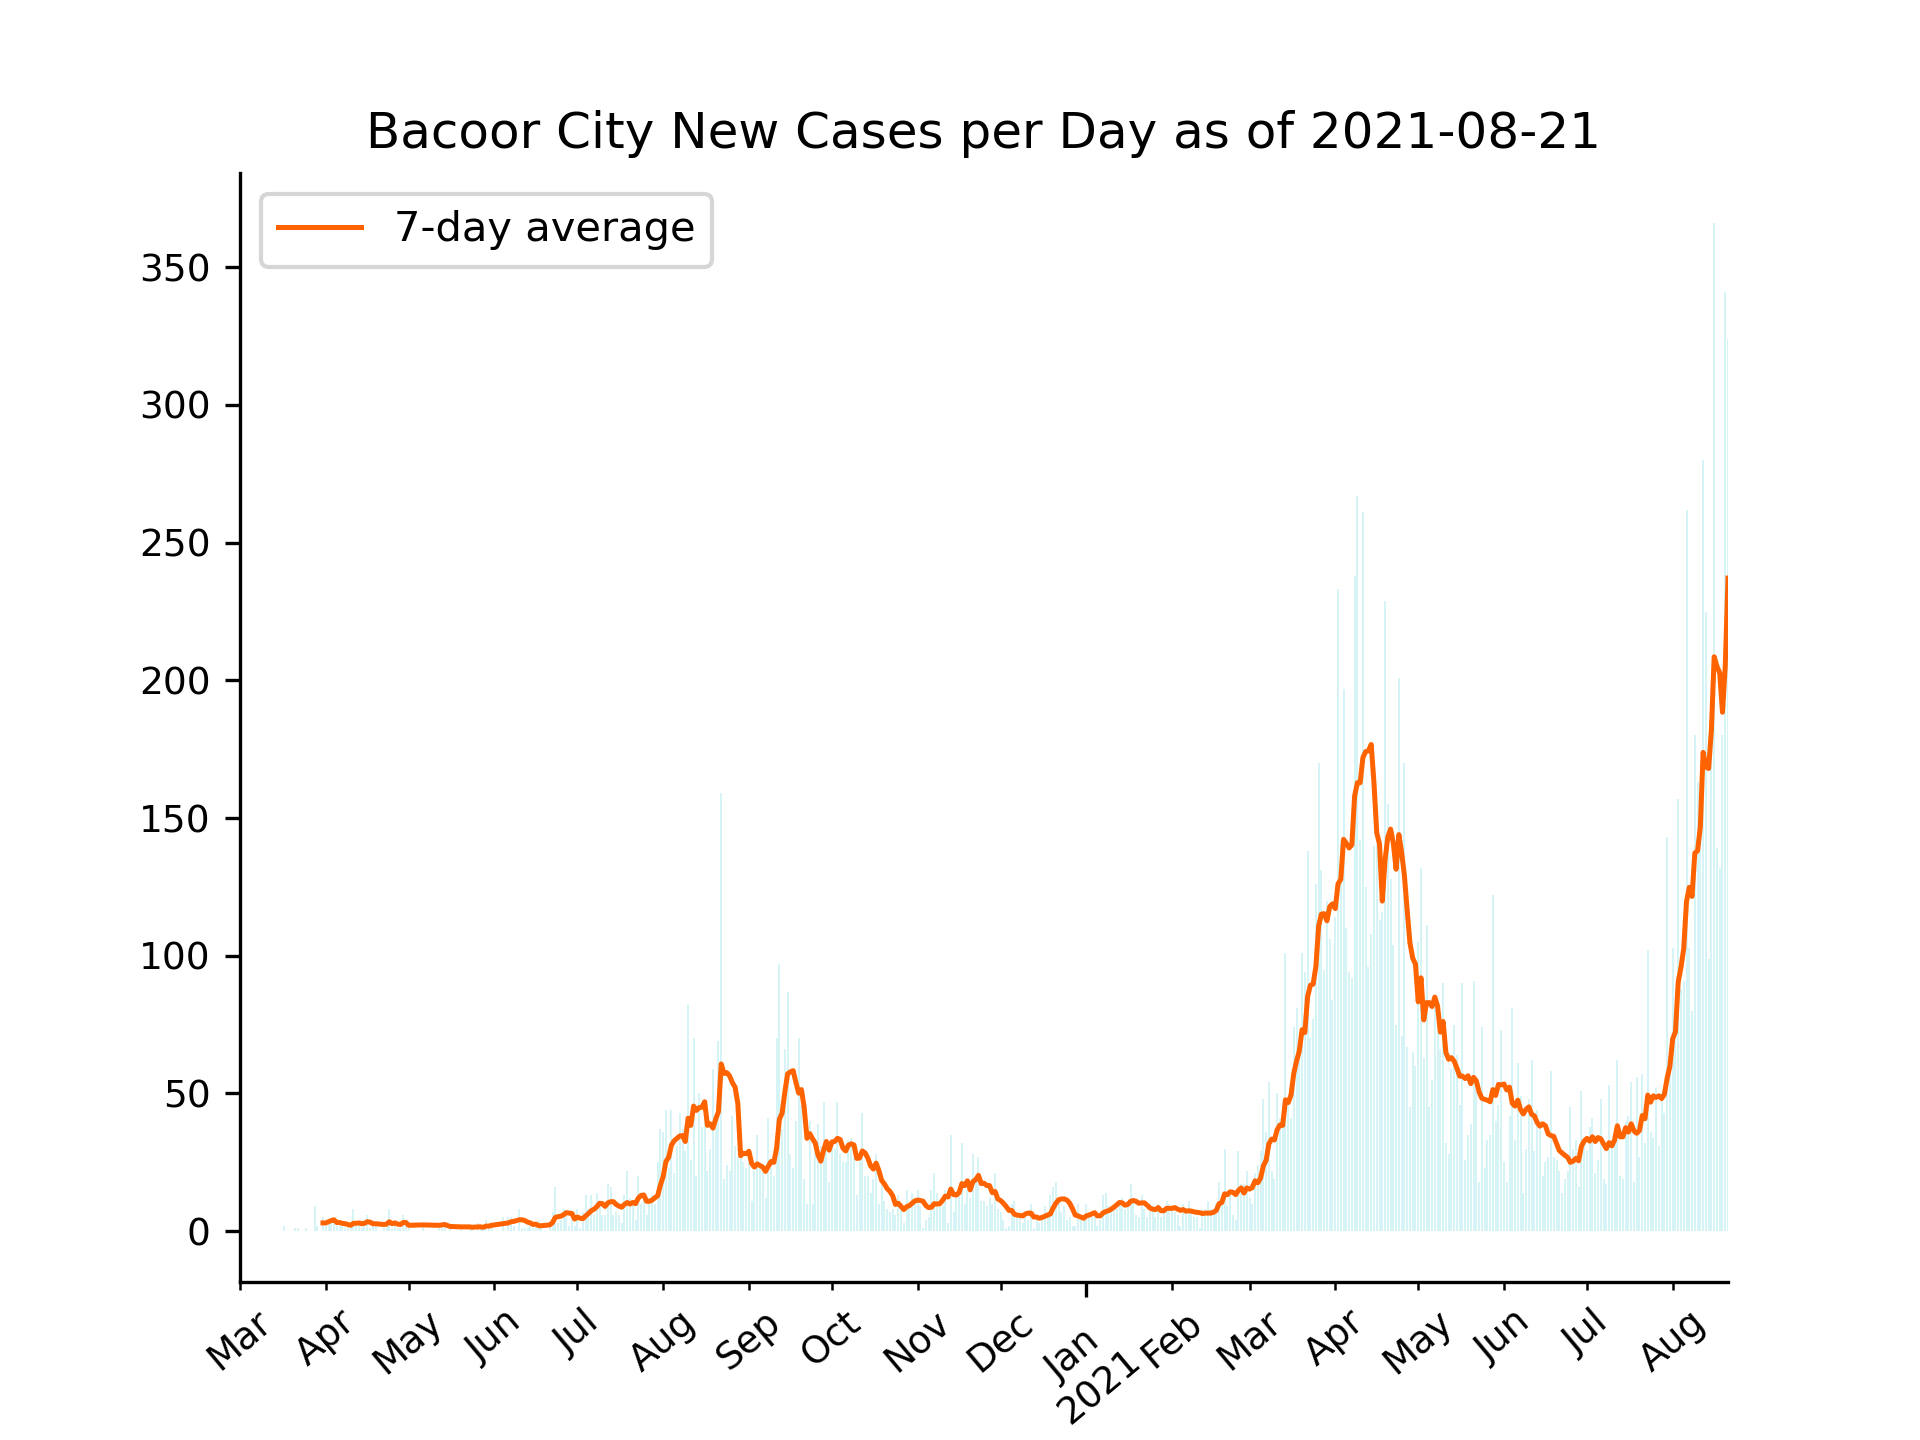 Bacoor City New Cases per Day as of 2021-08-21
7-day average
350
300
250
200
150
100
50
0
Mar
Apr
May
Jun
Jul
Aug
Sep
Oct
Nov
Dec
Jan
2021
Feb
Mar
Apr
May
Jun
Jul
Aug